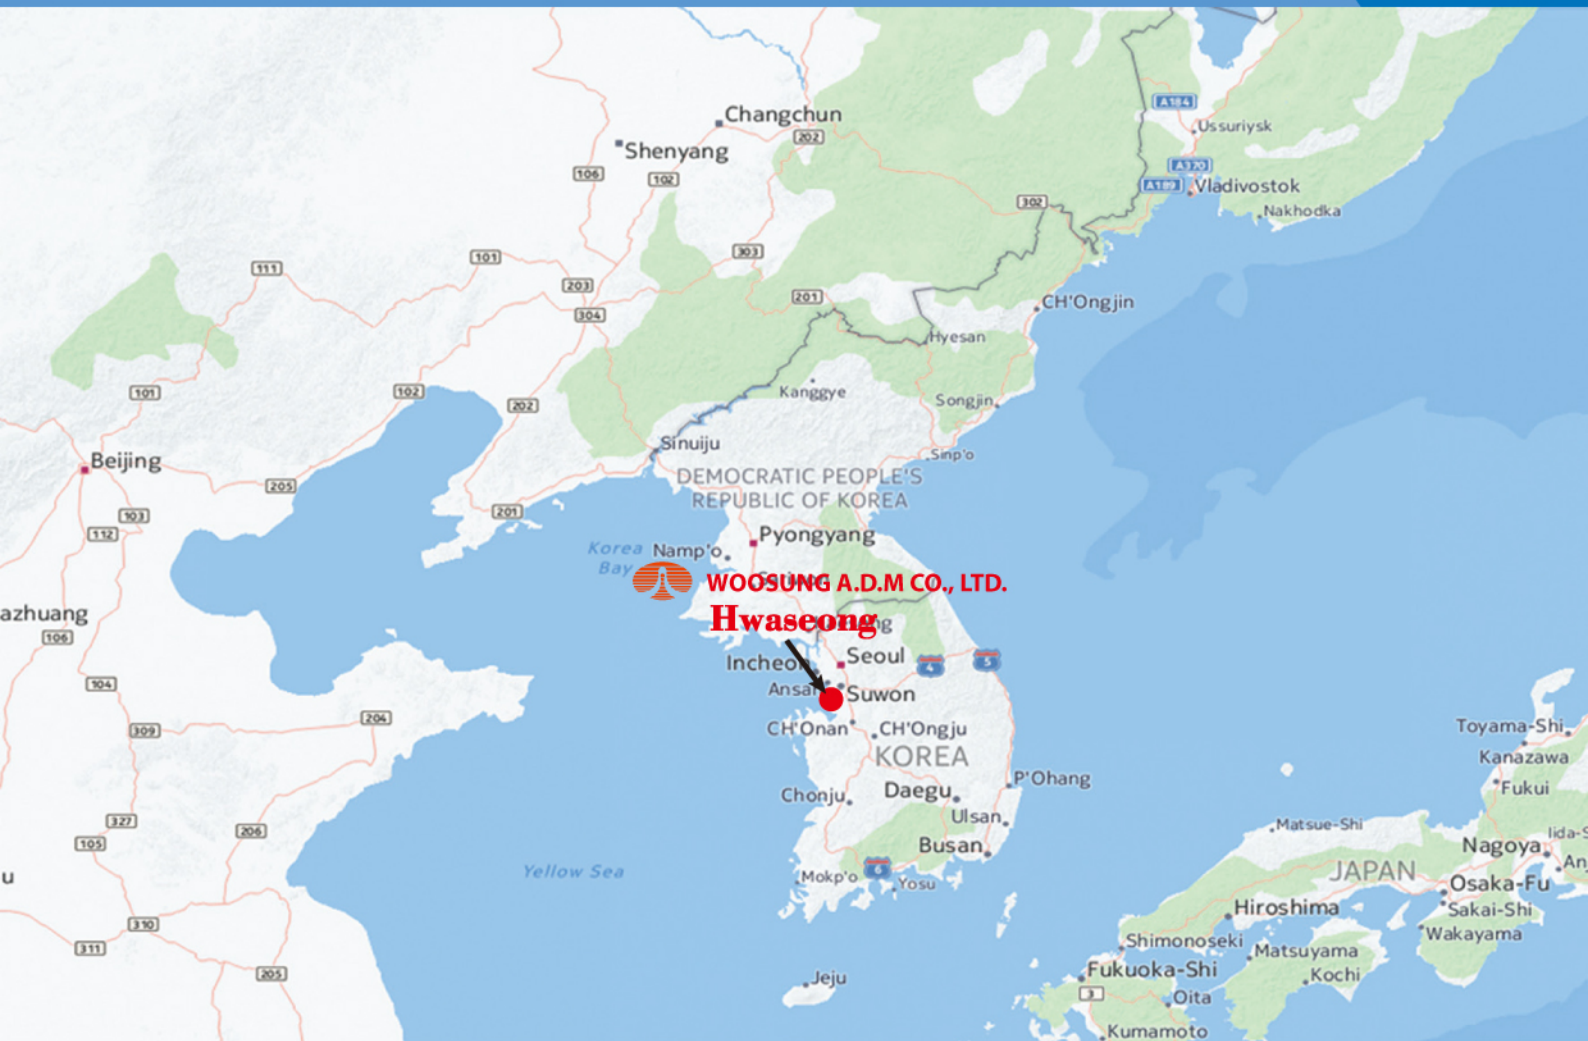 Changchun
Shenyang
202
106
102
A184
Ussuriysk
A370
A189
Vladivostok
Nakhodka
302
303
101
111
203
201
304
CH'Ongjin
Hyesan
Kanggye
Songjin
101
102
202
Sinuiju
Sinp'o
Beijing
DEMOCRATIC PEOPLE'S
REPUBLIC OF KOREA
205
201
103
112
Pyongyang
Korea
Bay
Namp'o
WOOSUNG A.D.M CO., LTD.
Hwaseong
azhuang
106
Seoul
Incheon
4
5
Ansan
Suwon
104
204
309
CH'Onan
CH'Ongju
KOREA
P'Ohang
Daegu
Chonju
Ulsan
Busan
327
105
206
Toyama-Shi
Kanazawa
Fukui
Matsue-Shi
Iida-S
Nagoya
An
JAPAN
Osaka-Fu
Sakai-Shi
Wakayama
Hiroshima
Yellow Sea
Mokp'o
6
Yosu
u
310
311
205
Shimonoseki
Matsuyama
Kochi
Fukuoka-Shi
3
Oita
Kumamoto
Jeju